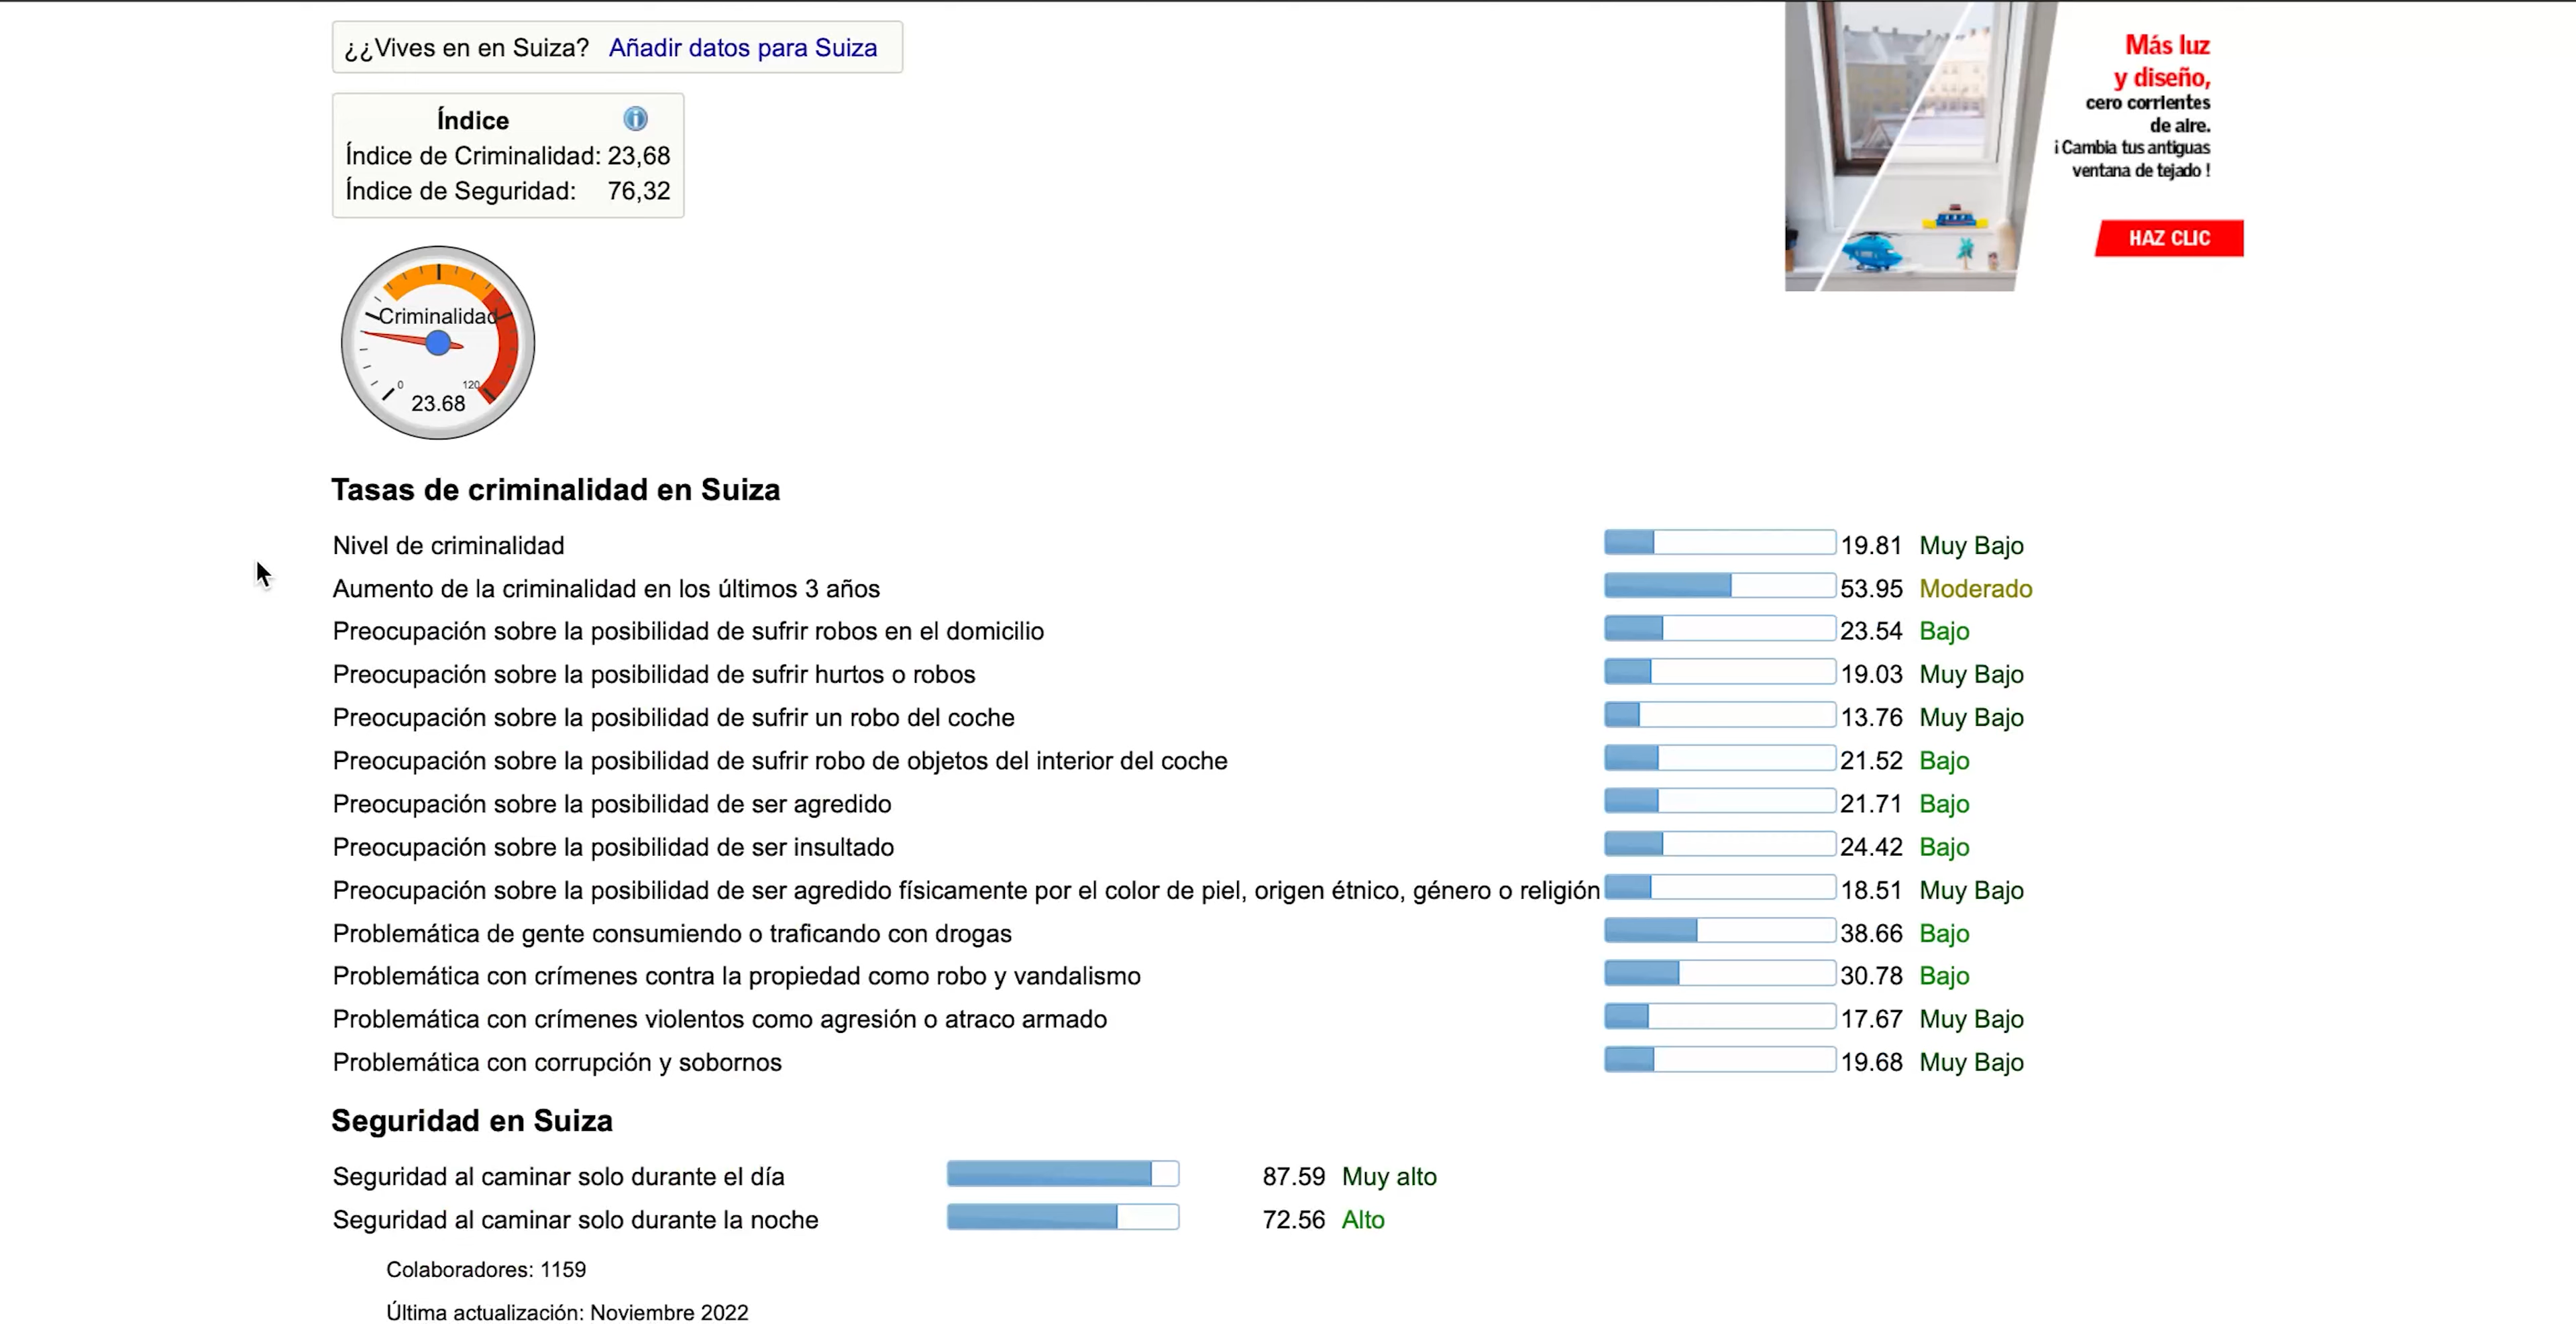 ¿¿Vives en en Suiza? Añadir datos para Suiza
Más luz
y diseño,
cero corrientes
de aire.
¡ Cambia tus antiguas
ventana de tejado !
HAZ CLIC
Índice
Índice de Criminalidad: 23,68
Índice de Seguridad: 76,32
Criminalidad
0 120
23.68
Tasas de criminalidad en Suiza
Nivel de criminalidad 19.81 Muy Bajo
Aumento de la criminalidad en los últimos 3 años 53.95 Moderado
Preocupación sobre la posibilidad de sufrir robos en el domicilio 23.54 Bajo
Preocupación sobre la posibilidad de sufrir hurtos o robos 19.03 Muy Bajo
Preocupación sobre la posibilidad de sufrir un robo del coche 13.76 Muy Bajo
Preocupación sobre la posibilidad de sufrir robo de objetos del interior del coche 21.52 Bajo
Preocupación sobre la posibilidad de ser agredido 21.71 Bajo
Preocupación sobre la posibilidad de ser insultado 24.42 Bajo
Preocupación sobre la posibilidad de ser agredido físicamente por el color de piel, origen étnico, género o religión 18.51 Muy Bajo
Problemática de gente consumiendo o traficando con drogas 38.66 Bajo
Problemática con crímenes contra la propiedad como robo y vandalismo 30.78 Bajo
Problemática con crímenes violentos como agresión o atraco armado 17.67 Muy Bajo
Problemática con corrupción y sobornos 19.68 Muy Bajo
Seguridad en Suiza
Seguridad al caminar solo durante el día 87.59 Muy alto
Seguridad al caminar solo durante la noche 72.56 Alto
Colaboradores: 1159
Última actualización: Noviembre 2022